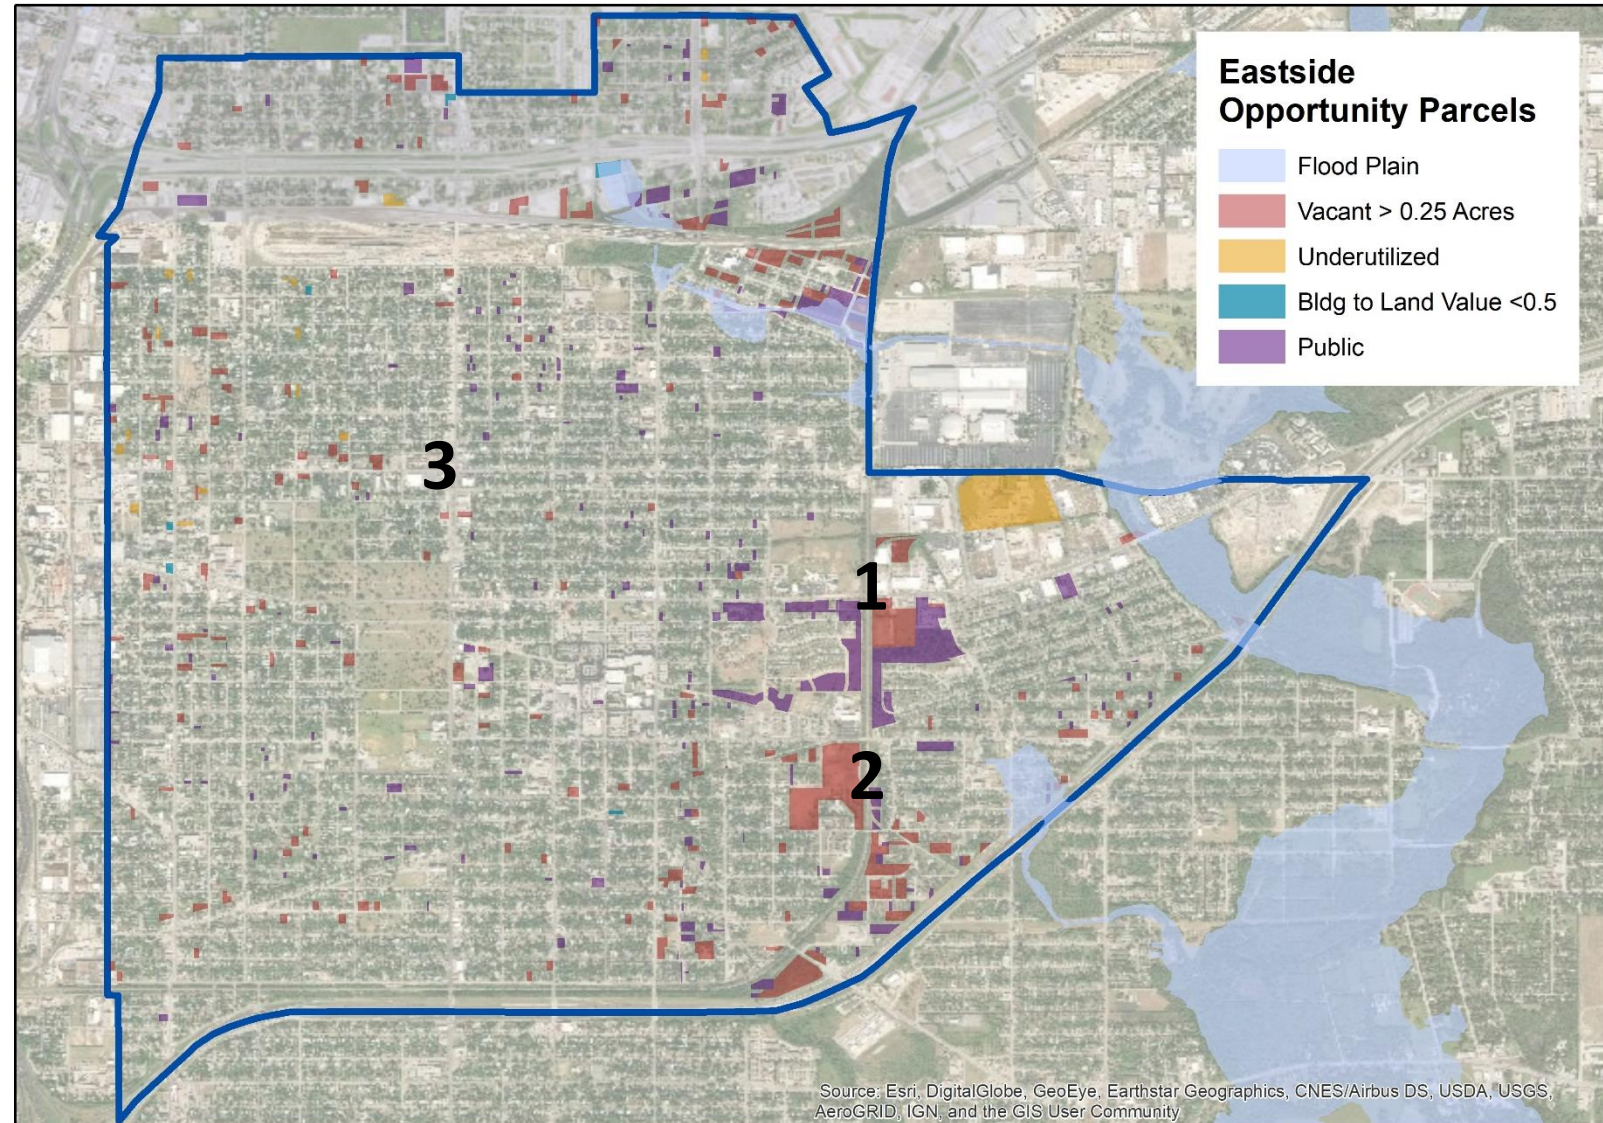 Eastside
Opportunity Parcels
Flood Plain
Vacant > 0.25 Acres
Underutilized
Bldg to Land Value <0.5
Public
3
1
2
Source: Esri, DigitalGlobe, GeoEye, Earthstar Geographics, CNES/Airbus DS, USDA, USGS,
AeroGRID, IGN, and the GIS User Community